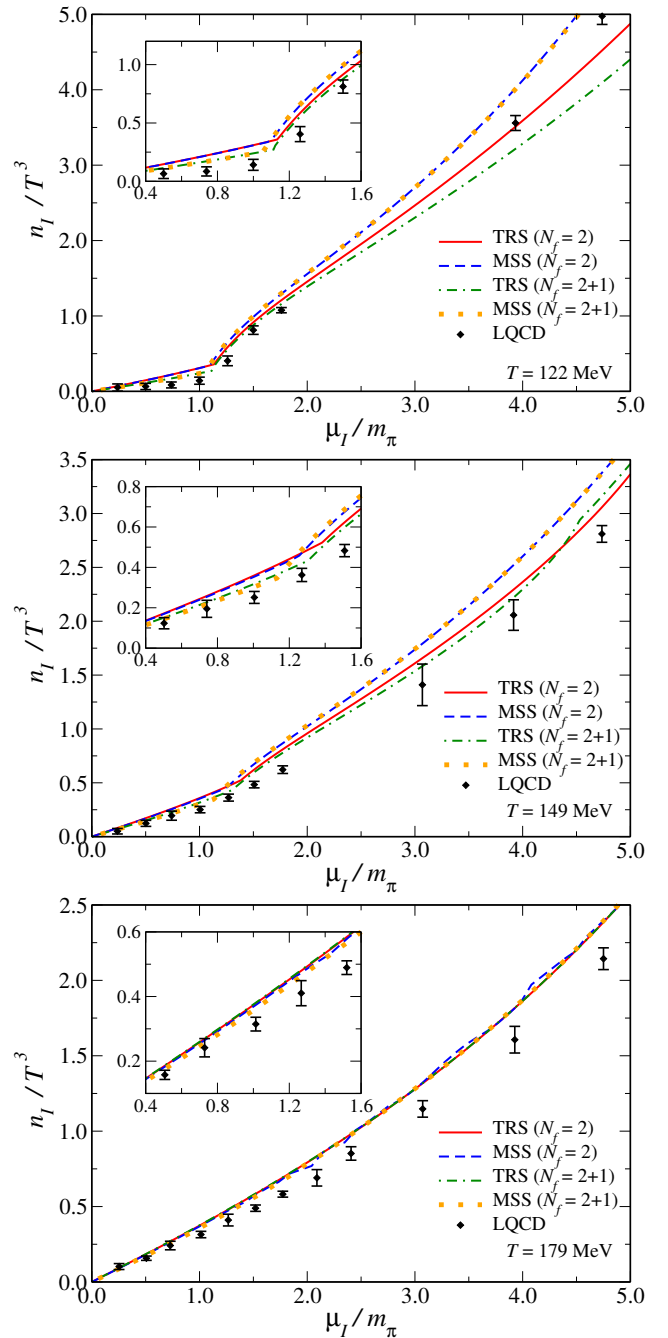 5.0
4.0
3.0
2.0
1.0
0.0
n_I / T^3
1.0
0.8
0.5
0.3
0.0
0.4 0.8 1.2 1.6
TRS (N_f = 2)
MSS (N_f = 2)
TRS (N_f = 2+1)
MSS (N_f = 2+1)
LQCD
T = 122 MeV
0.0 1.0 2.0 3.0 4.0 5.0
μ_I / m_π
3.5
3.0
2.5
2.0
1.5
1.0
0.5
0.0
n_I / T^3
0.8
0.6
0.4
0.2
0.0
0.4 0.8 1.2 1.6
TRS (N_f = 2)
MSS (N_f = 2)
TRS (N_f = 2+1)
MSS (N_f = 2+1)
LQCD
T = 149 MeV
0.0 1.0 2.0 3.0 4.0 5.0
μ_I / m_π
2.5
2.0
1.5
1.0
0.5
0.0
n_I / T^3
0.6
0.4
0.2
0.4 0.8 1.2 1.6
TRS (N_f = 2)
MSS (N_f = 2)
TRS (N_f = 2+1)
MSS (N_f = 2+1)
LQCD
T = 179 MeV
0.0 1.0 2.0 3.0 4.0 5.0
μ_I / m_π